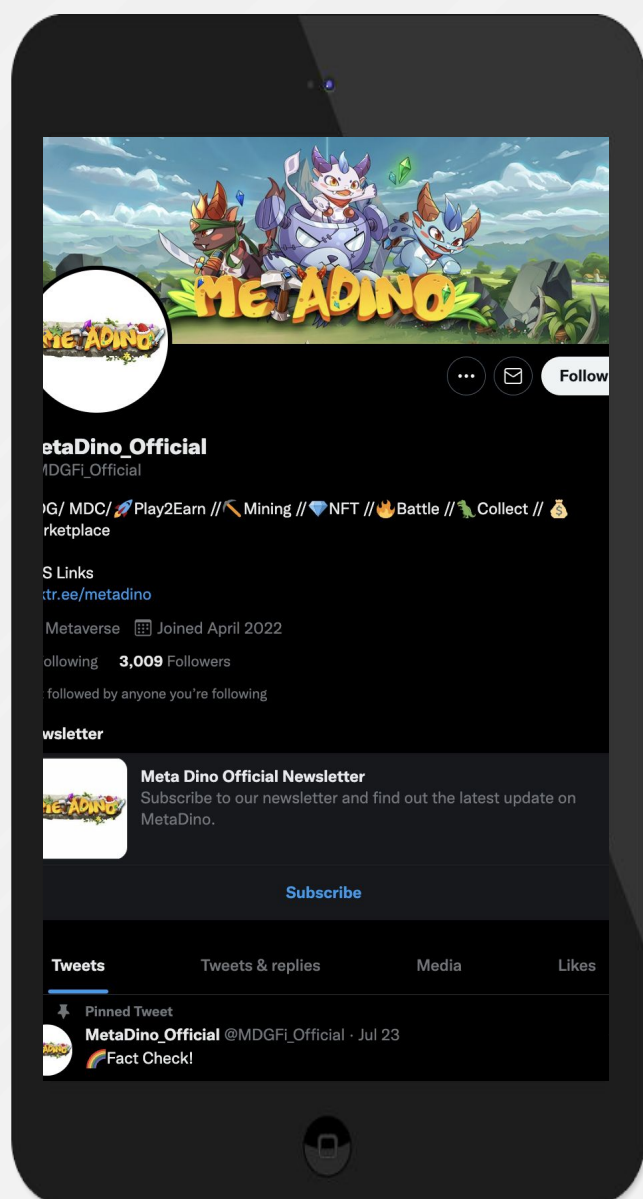 METADINO
METADINO
Follow
etaDino_Official
MDGFi_Official
DG/ MDC/🚀Play2Earn //⛏️Mining //💎NFT //🔥Battle //🦖Collect // 💰
rketplace
S Links
tr.ee/metadino
Metaverse Joined April 2022
ollowing 3,009 Followers
followed by anyone you're following
wsletter
METADINO
Meta Dino Official Newsletter
Subscribe to our newsletter and find out the latest update on
MetaDino.
Subscribe
Tweets Tweets & replies Media Likes
Pinned Tweet
MetaDino_Official @MDGFi_Official · Jul 23
🌈Fact Check!